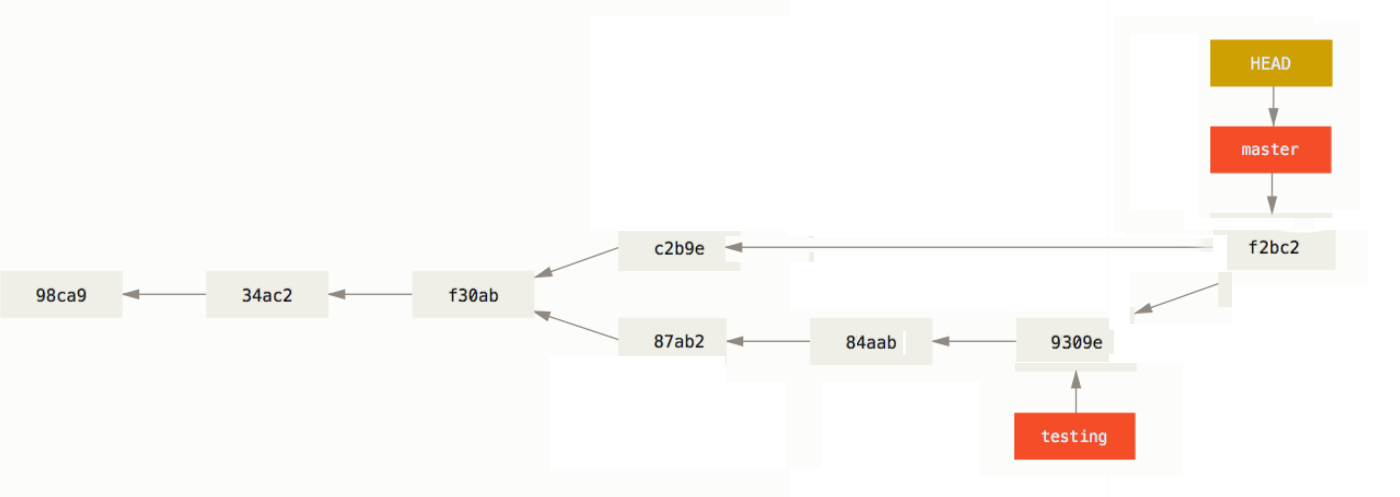 HEAD
master
c2b9e
f2bc2
98ca9
34ac2
f30ab
87ab2
84aab
9309e
testing